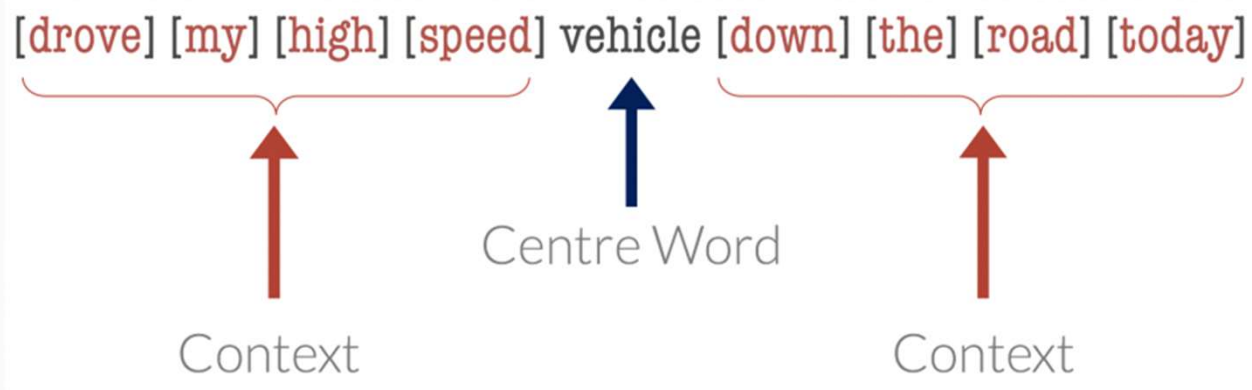 [drove] [my] [high] [speed] vehicle [down] [the] [road] [today]
Centre Word
Context Context